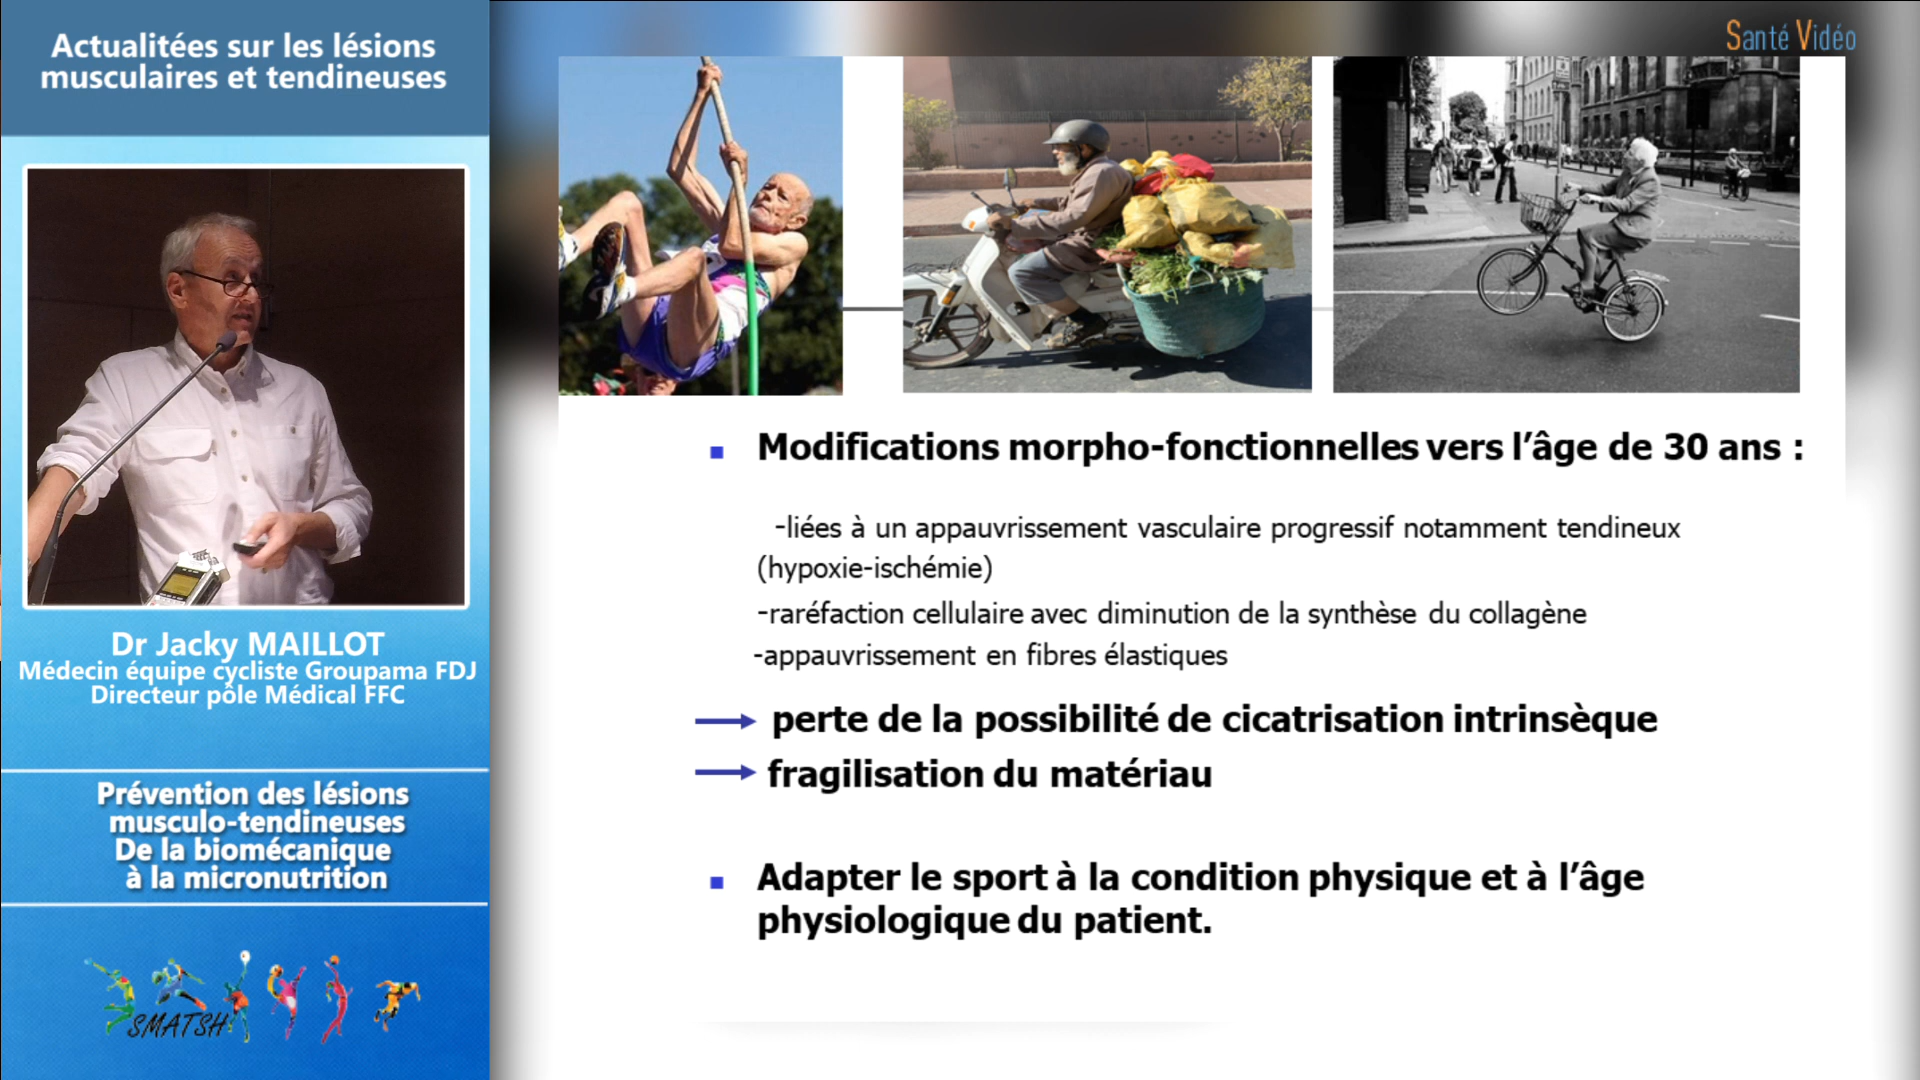 Actualitées sur les lésions
musculaires et tendineuses
Dr Jacky MAILLOT
Médecin équipe cycliste Groupama FDJ
Directeur pôle Médical FFC
Prévention des lésions
musculo-tendineuses
De la biomécanique
à la micronutrition
SMATSH
Santé Vidéo
Modifications morpho-fonctionnelles vers l'âge de 30 ans :
-liées à un appauvrissement vasculaire progressif notamment tendineux
(hypoxie-ischémie)
-raréfaction cellulaire avec diminution de la synthèse du collagène
-appauvrissement en fibres élastiques
perte de la possibilité de cicatrisation intrinsèque
fragilisation du matériau
Adapter le sport à la condition physique et à l'âge
physiologique du patient.